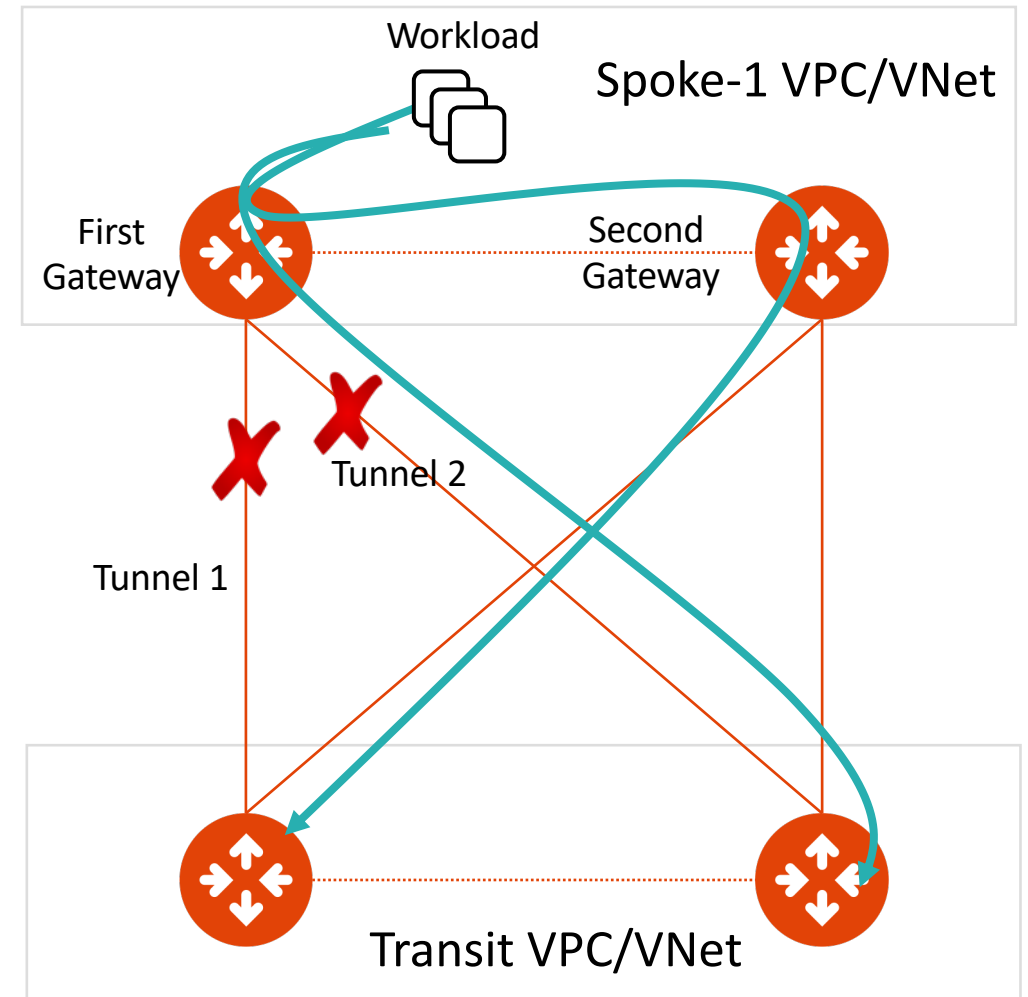 Workload
Spoke-1 VPC/VNet
First
Gateway
Second
Gateway
Tunnel 2
Tunnel 1
Transit VPC/VNet